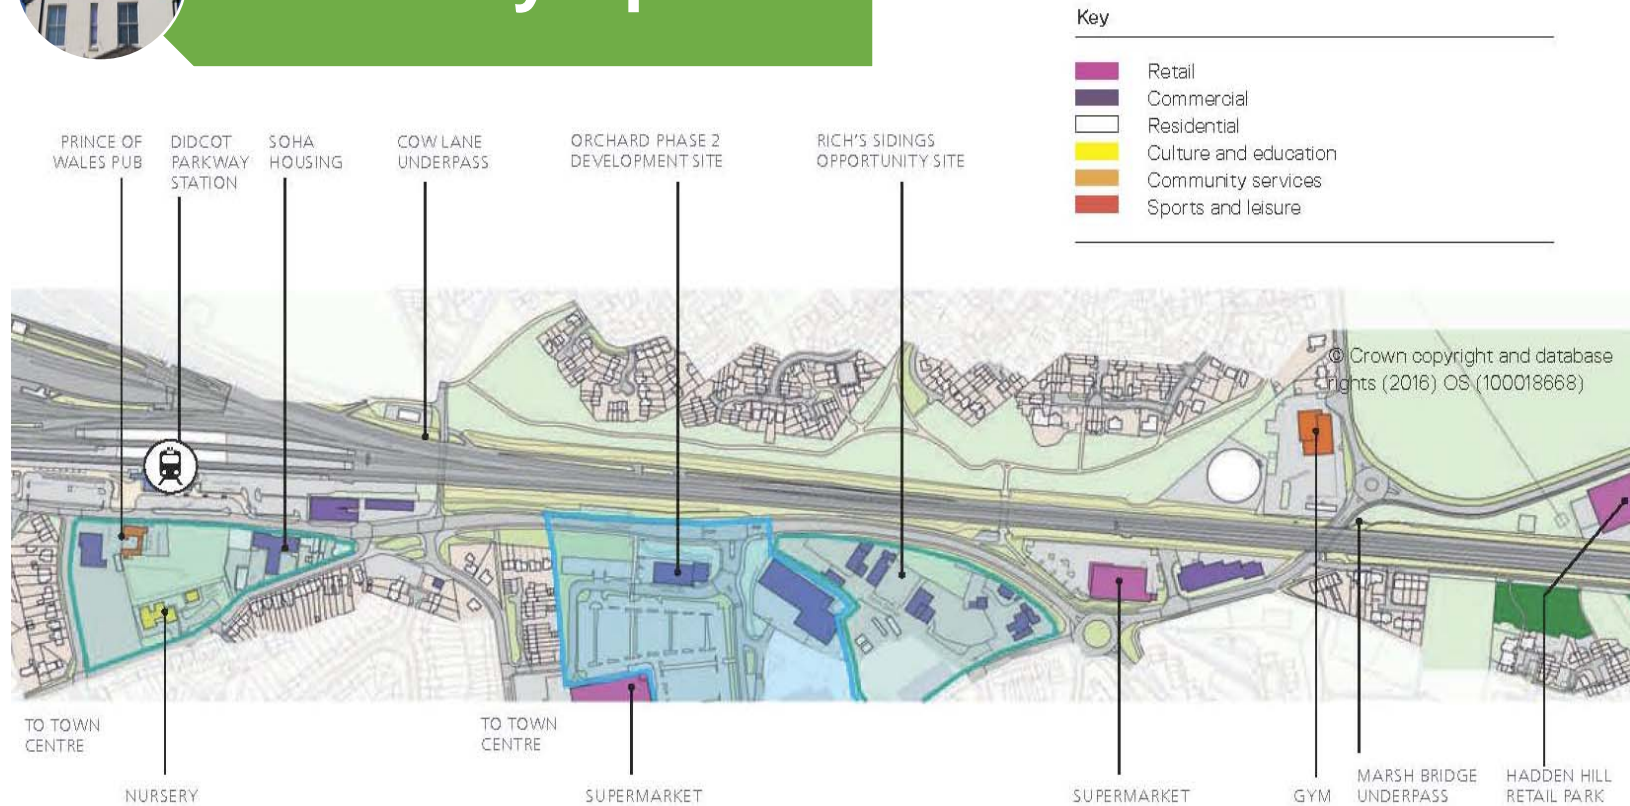 Key
Retail
Commercial
Residential
Culture and education
Community services
Sports and leisure
PRINCE OF
WALES PUB
DIDCOT
PARKWAY
STATION
SOHA
HOUSING
COW LANE
UNDERPASS
ORCHARD PHASE 2
DEVELOPMENT SITE
RICH'S SIDINGS
OPPORTUNITY SITE
© Crown copyright and database
rights (2016) OS (100018668)
TO TOWN
CENTRE
TO TOWN
CENTRE
NURSERY
SUPERMARKET
SUPERMARKET
GYM
MARSH BRIDGE
UNDERPASS
HADDEN HILL
RETAIL PARK